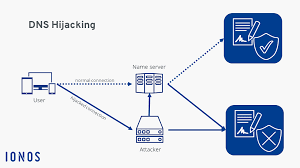 DNS Hijacking
Name server
normal connection
User
hijacked connection
Attacker
IONOS